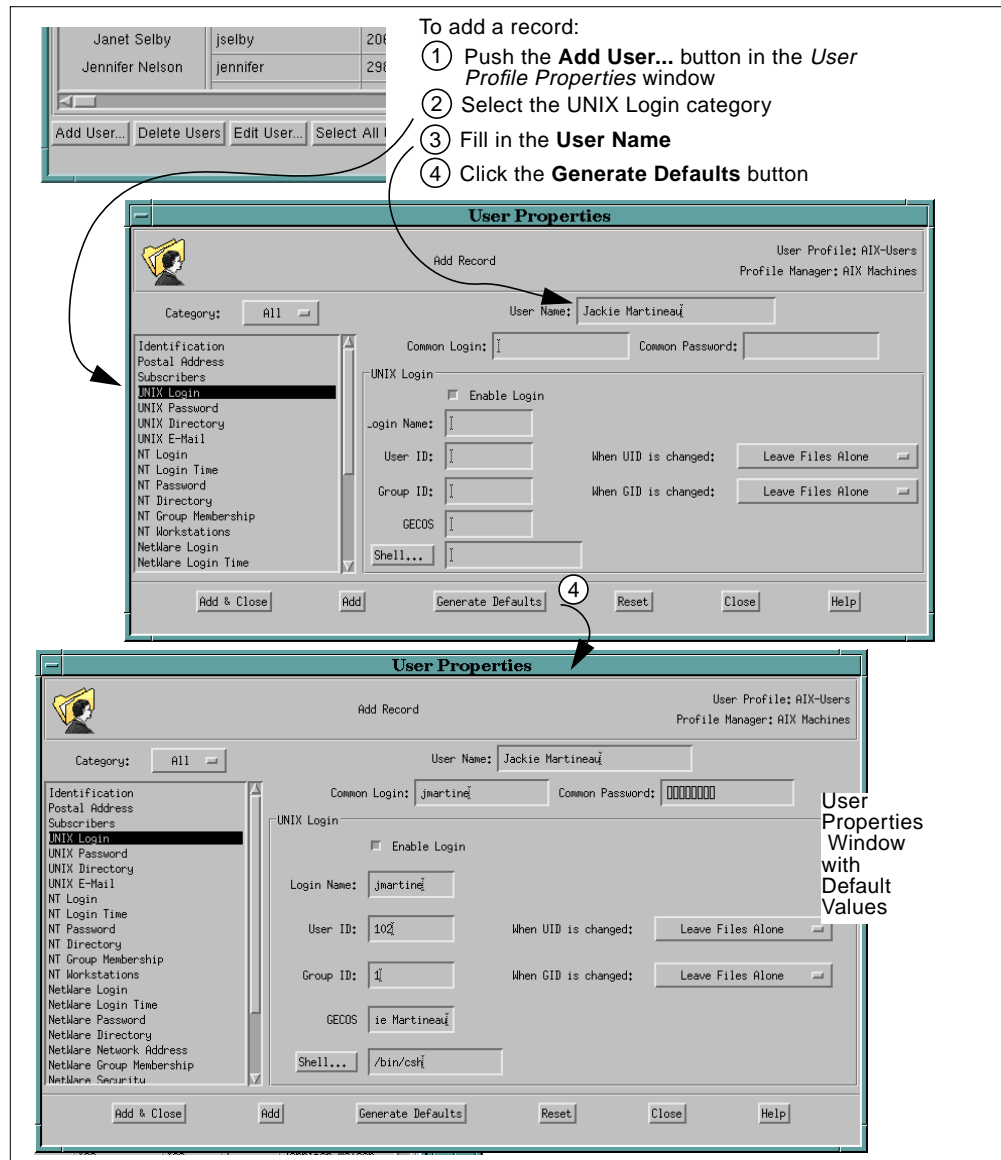 To add a record:
1 Push the Add User... button in the User
Profile Properties window
2 Select the UNIX Login category
3 Fill in the User Name
4 Click the Generate Defaults button
Janet Selby jselby
Jennifer Nelson jennifer
Add User... Delete Users Edit User... Select All
User Properties
Add Record
User Profile: AIX-Users
Profile Manager: AIX Machines
Category: All
User Name: Jackie Martineau
Common Login: Common Password:
Identification
Postal Address
Subscribers
UNIX Login
UNIX Password
UNIX Directory
UNIX E-Mail
NT Login
NT Login Time
NT Password
NT Directory
NT Group Membership
NT Workstations
NetWare Login
NetWare Login Time
UNIX Login
Enable Login
Login Name:
User ID: When UID is changed: Leave Files Alone
Group ID: When GID is changed: Leave Files Alone
GECOS
Shell...
Add & Close Add Generate Defaults 4 Reset Close Help
User Properties
Add Record
User Profile: AIX-Users
Profile Manager: AIX Machines
Category: All
User Name: Jackie Martineau
Common Login: jmartine Common Password:
Identification
Postal Address
Subscribers
UNIX Login
UNIX Password
UNIX Directory
UNIX E-Mail
NT Login
NT Login Time
NT Password
NT Directory
NT Group Membership
NT Workstations
NetWare Login
NetWare Login Time
NetWare Password
NetWare Directory
NetWare Network Address
NetWare Group Membership
NetWare Security
UNIX Login
Enable Login
Login Name: jmartine
User ID: 102 When UID is changed: Leave Files Alone
Group ID: 1 When GID is changed: Leave Files Alone
GECOS ie Martineau
Shell... /bin/csh
Add & Close Add Generate Defaults Reset Close Help
User
Properties
Window
with
Default
Values